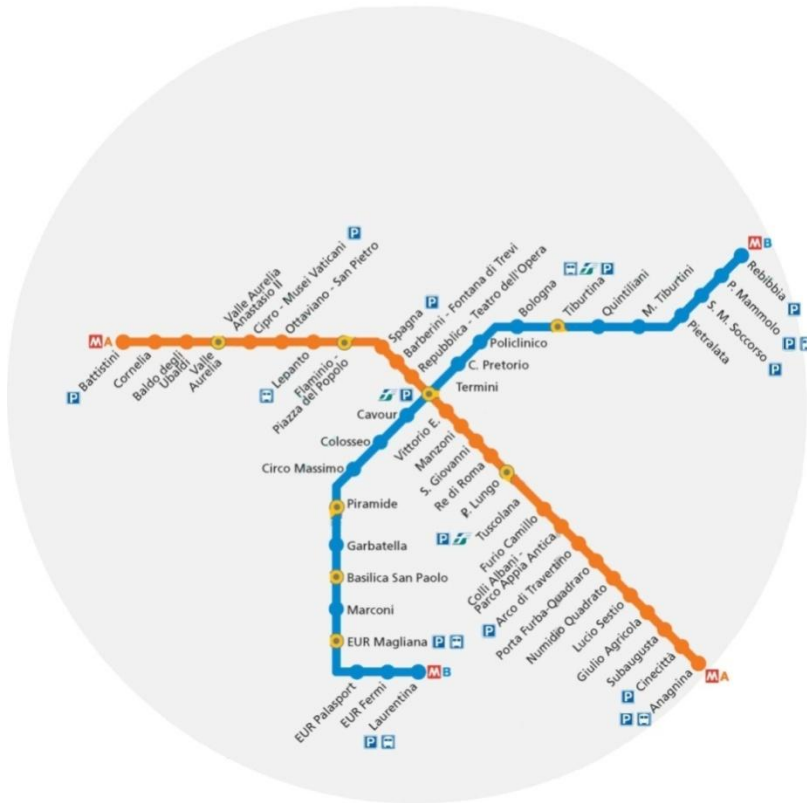 M A
Battistini
P
Cornelia
Baldo degli
Ubaldi
Valle
Aurelia
Valle Aurelia
Anastasio II
Cipro - Musei Vaticani
P
Ottaviano - San Pietro
Lepanto
Flaminio -
Piazza del Popolo
Spagna
P
Barberini - Fontana di Trevi
Repubblica - Teatro dell'Opera
Termini
P
Vittorio E.
Manzoni
S. Giovanni
Re di Roma
P. Lungo
Tuscolana
P
Furio Camillo
Colli Albani -
Parco Appia Antica
Arco di Travertino
P
Porta Furba-Quadraro
Numidio Quadrato
Lucio Sestio
Giulio Agricola
Subaugusta
Cinecittà
P
Anagnina
P
M A
M B
Rebibbia
P
P. Mammolo
P
S. M. Soccorso
P
Pietralata
M. Tiburtini
Quintiliani
Tiburtina
P
Bologna
Policlinico
C. Pretorio
Cavour
Colosseo
Circo Massimo
Piramide
Garbatella
Basilica San Paolo
Marconi
EUR Magliana
P
EUR Palasport
EUR Fermi
Laurentina
P
M B